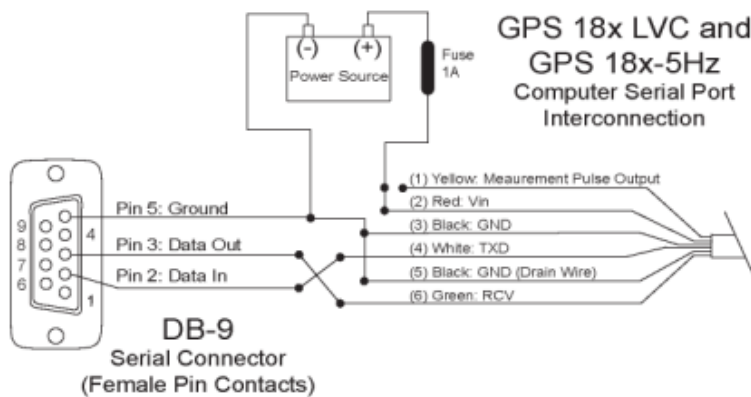 GPS 18x LVC and
GPS 18x-5Hz
Computer Serial Port
Interconnection
(-) (+)
Power Source
Fuse
1A
(1) Yellow: Meaurement Pulse Output
(2) Red: Vin
(3) Black: GND
(4) White: TXD
(5) Black: GND (Drain Wire)
(6) Green: RCV
Pin 5: Ground
Pin 3: Data Out
Pin 2: Data In
9
8
7
6
4
1
DB-9
Serial Connector
(Female Pin Contacts)